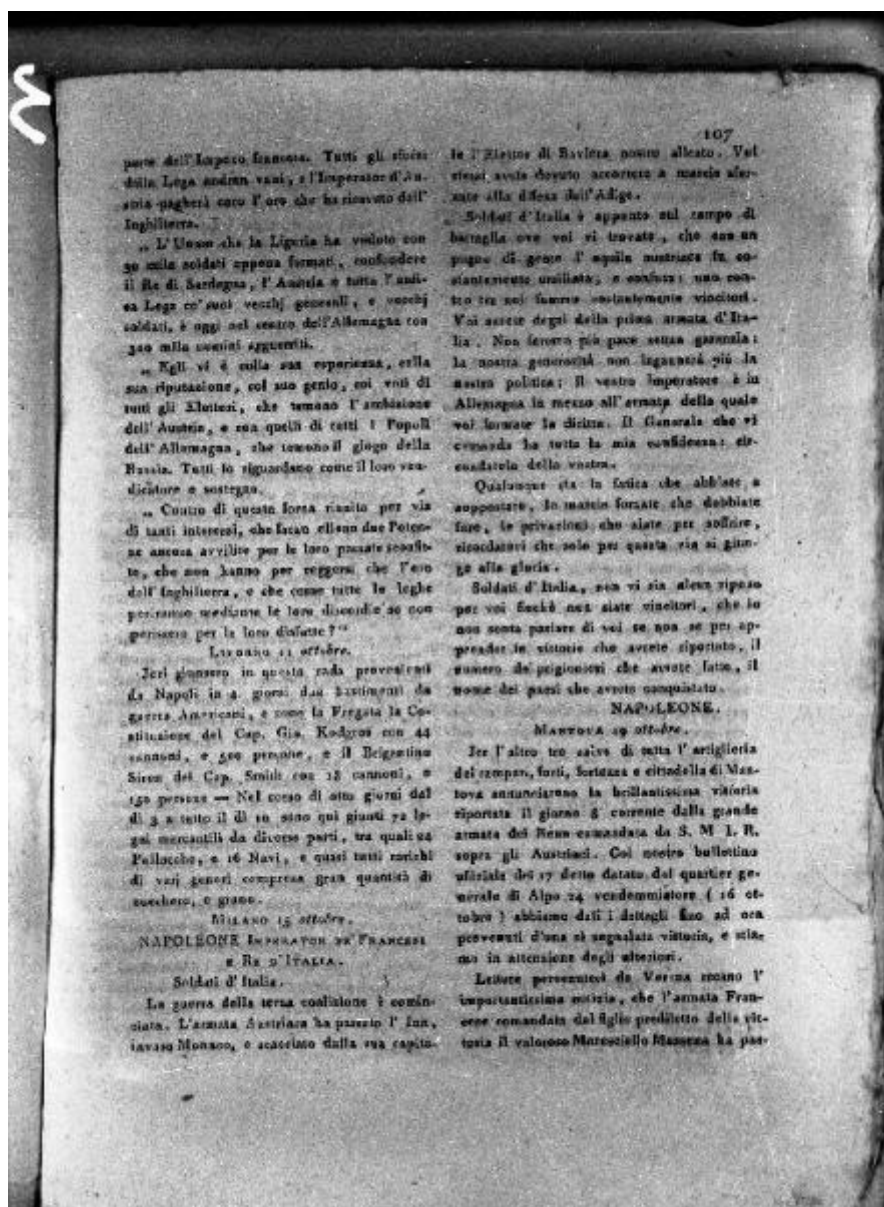 107
parte dell'Impero francese. Tutti gli sforzi
della Lega andran vani, e l'Imperator d'Au-
stria pagherà caro l'oro che ha ricevuto dall'
Inghilterra.
„ L'Uomo che la Liguria ha veduto con
30 mila soldati appena formati, confondere
il Re di Sardegna, l'Austria e tutta l'anti-
ca Lega co' suoi vecchj generali, e vecchj
soldati, è oggi nel centro dell'Allemagna con
300 mila uomini agguerriti.
„ Egli vi è colla sua esperienza, colla
sua riputazione, col suo genio, coi voti di
tutti gli Elettori, che temono l'ambizione
dell'Austria, e con quelli di tutti i Popoli
dell'Allemagna, che temono il giogo della
Russia. Tutti lo riguardano come il loro ven-
dicatore e sostegno.
„ Contro di questa forza riunita per via
di tanti interessi, che faran elleno due Poten-
ze ancora avvilite per le loro passate sconfit-
te, che non hanno per reggersi che l'oro
dell'Inghilterra, e che come tutte le leghe
periranno mediante le loro discordie se non
perissero per le loro disfatte?"
LIVORNO 11 ottobre.
Jeri giunsero in questa rada provenienti
da Napoli in 4 giorni due bastimenti da
guerra Americani, e sono la Fregata la Co-
stituzione del Cap. Gio. Rodgros con 44
cannoni, e 500 persone, e il Brigantino
Siren del Cap. Smith con 18 cannoni, e
150 persone — Nel corso di otto giorni dal
dì 3 a tutto il dì 10 sono qui giunti 72 le-
gni mercantili da diverse parti, tra quali 24
Pollacche, e 16 Navi, e quasi tutti carichi
di varj generi compresa gran quantità di
zucchero, e grano.
MILANO 15 ottobre.
NAPOLEONE IMPERATOR DE' FRANCESI
E RE D'ITALIA.
Soldati d'Italia.
La guerra della terza coalizione è comin-
ciata. L'armata Austriaca ha passato l'Inn,
invaso Monaco, e scacciato dalla sua capita-
le l'Elettor di Baviera nostro alleato. Voi
stessi avete dovuto accorrere a marcie sfor-
zate alla difesa dell'Adige.
Soldati d'Italia è appunto sul campo di
battaglia ove voi vi trovate, che con un
pugno di gente l'aquila austriaca fu co-
stantemente umiliata, e confusa: uno con-
tro tre noi fummo costantemente vincitori.
Voi sarete degni della prima armata d'Ita-
lia. Non faremo più pace senza garanzia:
la nostra generosità non ingannerà più la
nostra politica; Il vostro Imperatore è in
Allemagna in mezzo all'armata della quale
voi formate la diritta. Il Generale che vi
comanda ha tutta la mia confidenza: cir-
condatelo della vostra.
Qualunque sia la fatica che abbiate a
sopportare, le marcie forzate che dobbiate
fare, le privazioni che siate per soffrire,
ricordatevi che solo per questa via si giun-
ge alla gloria.
Soldati d'Italia, non vi sia alcun riposo
per voi finchè non siate vincitori, che io
non senta parlare di voi se non se per ap-
prender le vittorie che avrete riportato, il
numero de' prigionieri che avrete fatto, il
nome dei paesi che avrete conquistato.
NAPOLEONE.
MANTOVA 19 ottobre.
Jer l'altro tre salve di tutta l'artiglieria
dei rampari, forti, fortezza e cittadella di Man-
tova annunciarono la brillantissima vittoria
riportata il giorno 8 corrente dalla grande
armata del Reno comandata da S. M. I. R.
sopra gli Austriaci. Col nostro bullettino
uffiziale dei 17 detto datato dal quartier ge-
nerale di Alpo 24 vendemmiatore (16 ot-
tobre) abbiamo dati i dettagli fino ad ora
pervenuti d'una sì segnalata vittoria, e stia-
mo in attenzione degli ulteriori.
Lettere pervenuteci da Verona recano l'
importantissima notizia, che l'armata Fran-
cese comandata dal figlio prediletto della vit-
toria il valoroso Maresciallo Massena ha pas-